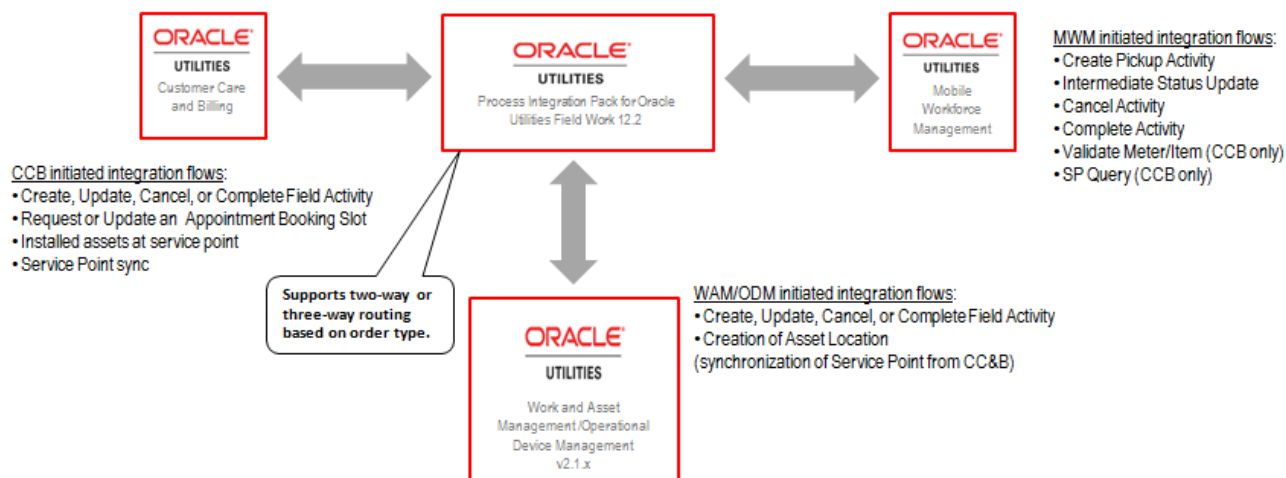 ORACLE®
UTILITIES
Customer Care
and Billing
ORACLE®
UTILITIES
Process Integration Pack for Oracle
Utilities Field Work 12.2
ORACLE®
UTILITIES
Mobile
Workforce
Management
MWM initiated integration flows:
• Create Pickup Activity
• Intermediate Status Update
• Cancel Activity
• Complete Activity
• Validate Meter/Item (CCB only)
• SP Query (CCB only)
CCB initiated integration flows:
• Create, Update, Cancel, or Complete Field Activity
• Request or Update an Appointment Booking Slot
• Installed assets at service point
• Service Point sync
Supports two-way or
three-way routing
based on order type.
ORACLE®
UTILITIES
Work and Asset
Management/Operational
Device Management
v2.1.x
WAM/ODM initiated integration flows:
• Create, Update, Cancel, or Complete Field Activity
• Creation of Asset Location
(synchronization of Service Point from CC&B)